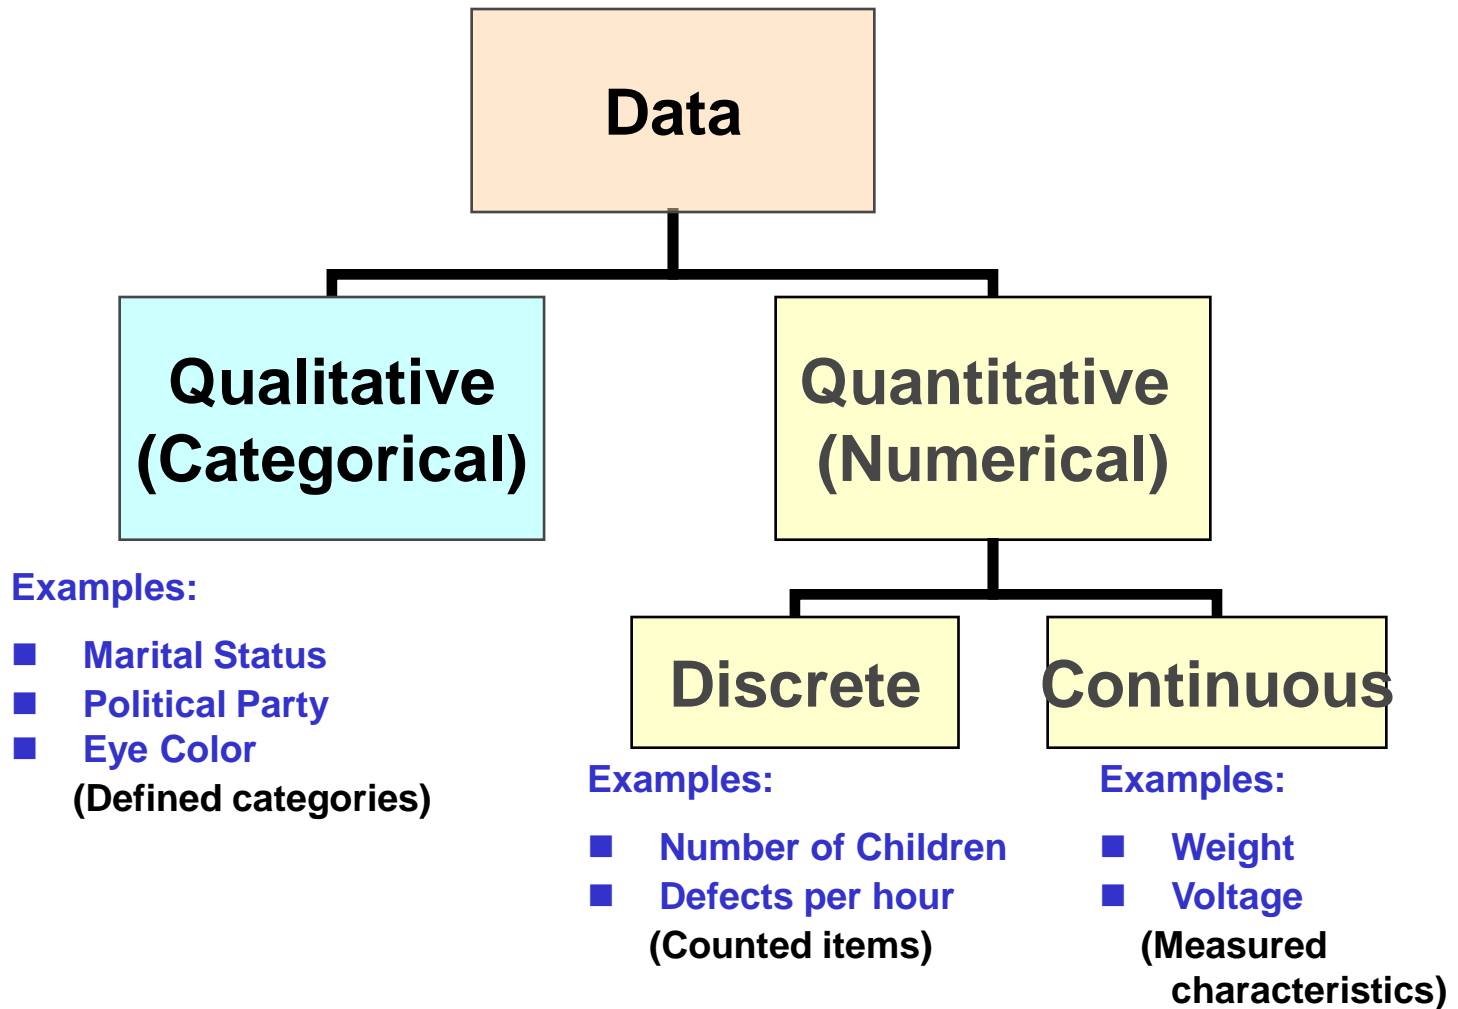 Data
Qualitative
(Categorical)
Quantitative
(Numerical)
Examples:
Marital Status
Political Party
Eye Color
(Defined categories)
Discrete
Continuous
Examples:
Number of Children
Defects per hour
(Counted items)
Examples:
Weight
Voltage
(Measured
characteristics)